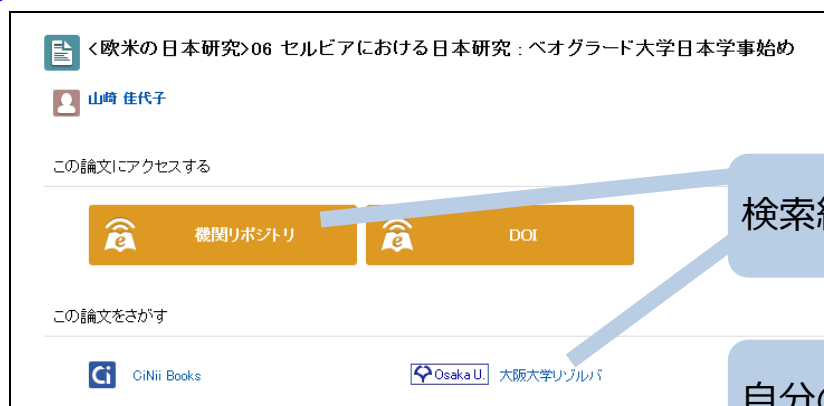 <欧米の日本研究>06 セルビアにおける日本研究 : ベオグラード大学日本学事始め
山崎 佳代子
この論文にアクセスする
機関リポジトリ
DOI
検索
この論文をさがす
CiNii Books
Osaka U. 大阪大学リゾルバ
自分の